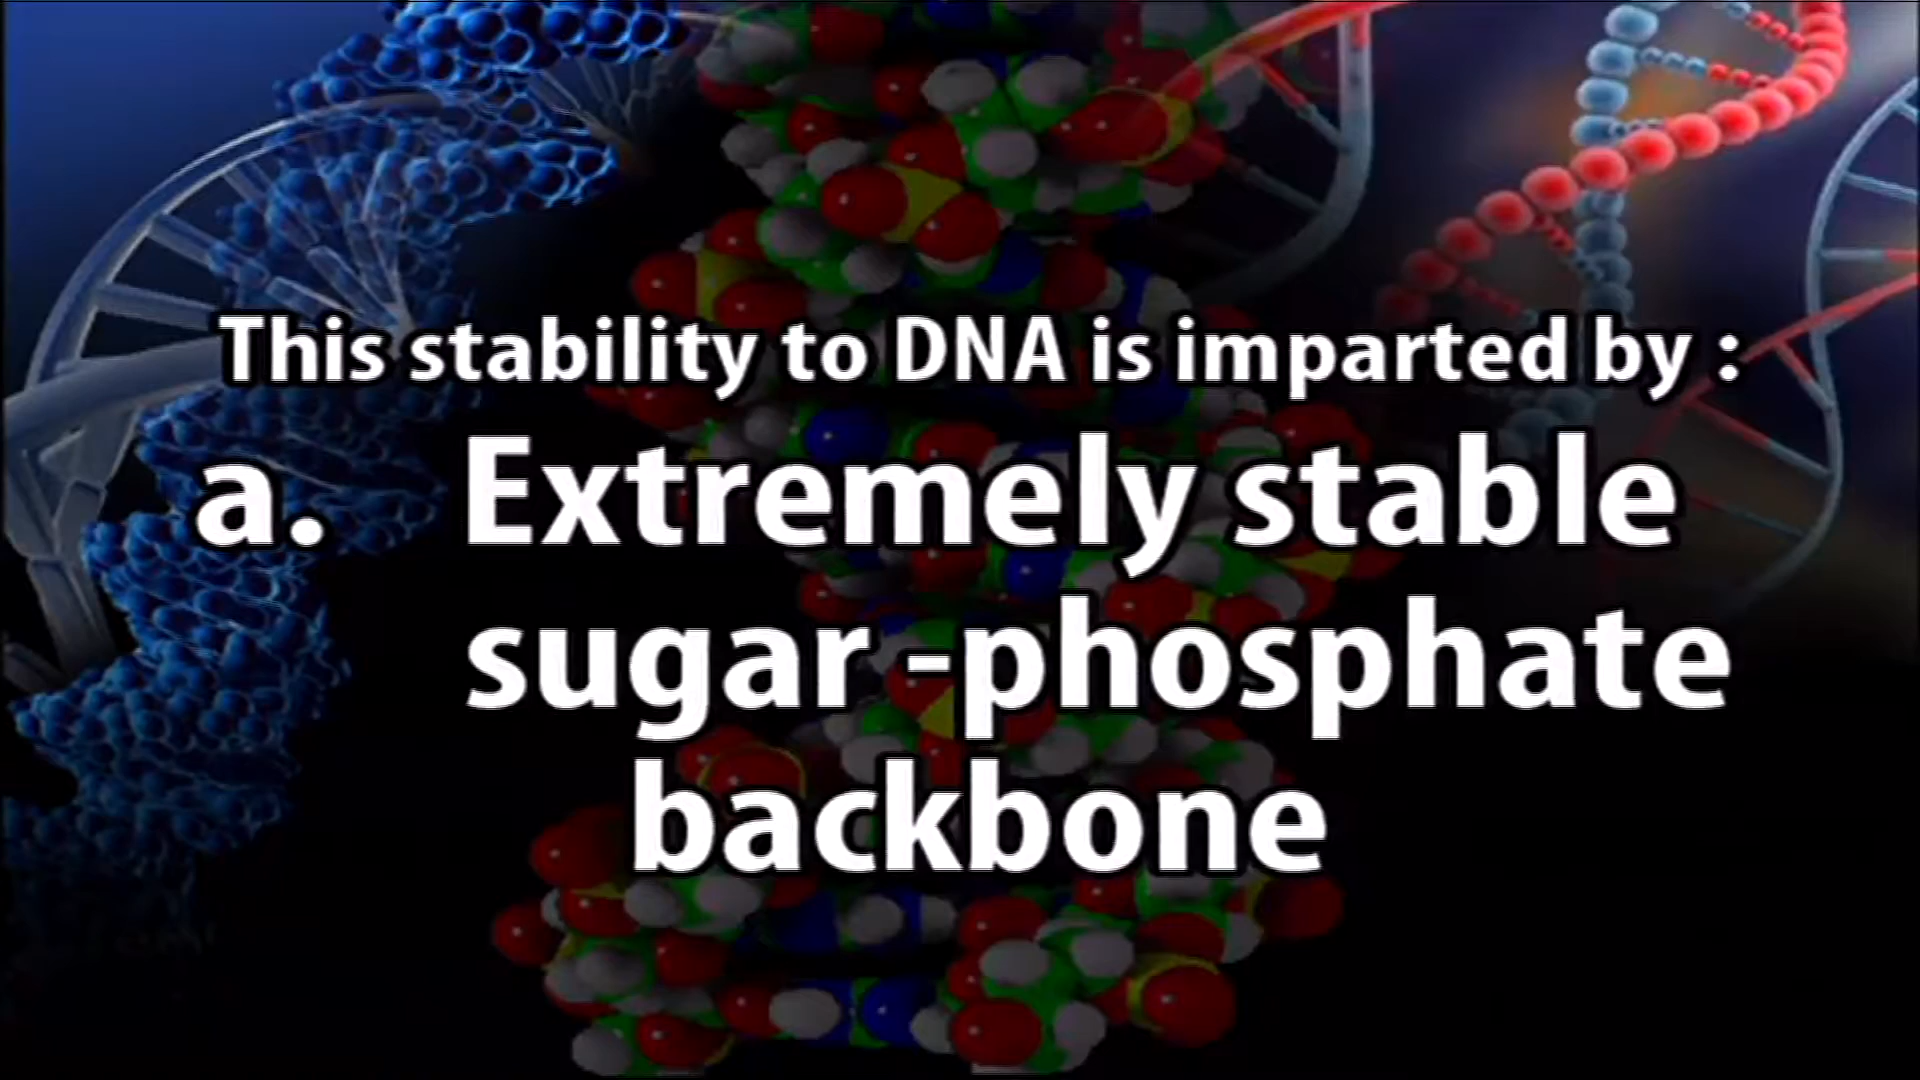 This stability to DNA is imparted by :
a. Extremely stable
sugar -phosphate
backbone